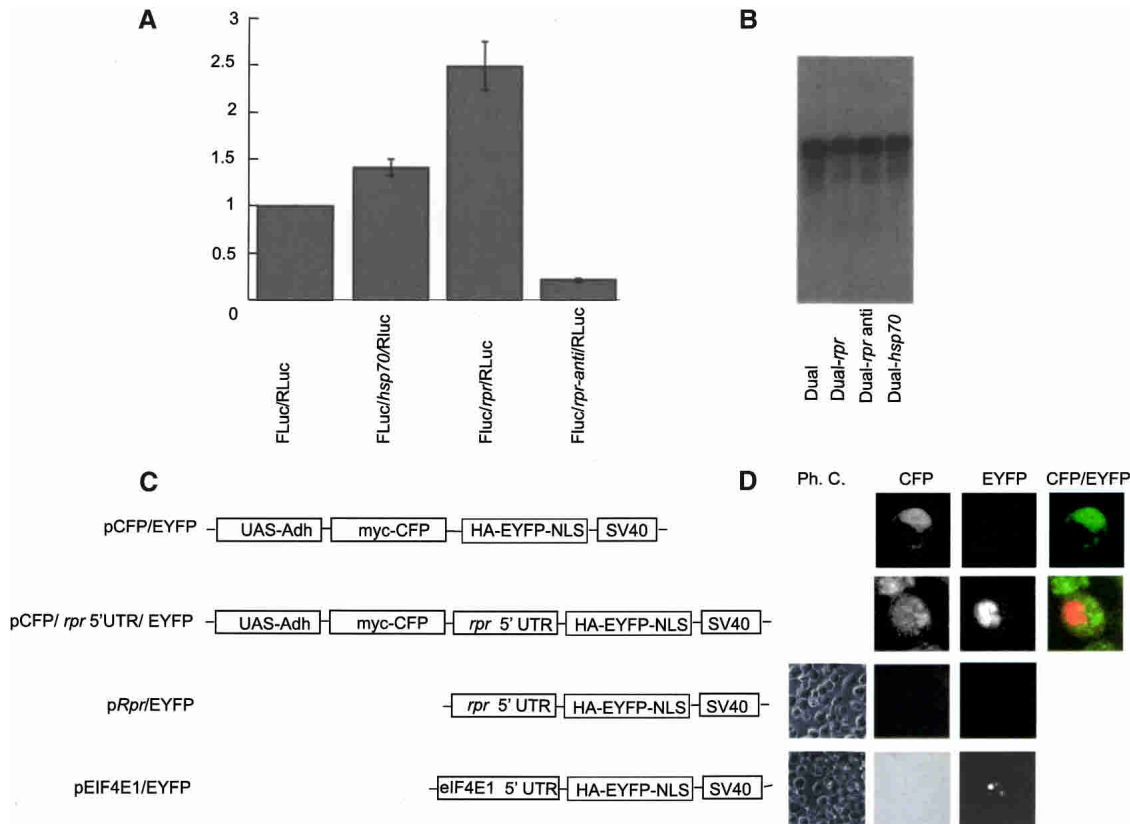 A
3
2.5
2
1.5
1
0.5
0
FLuc/RLuc
FLuc/hsp70/Rluc
Fluc/rpr/RLuc
Fluc/rpr-anti/RLuc
B
Dual
Dual-rpr
Dual-rpr anti
Dual-hsp70
C
pCFP/EYFP
UAS-Adh myc-CFP HA-EYFP-NLS SV40
pCFP/ rpr 5'UTR/ EYFP
UAS-Adh myc-CFP rpr 5' UTR HA-EYFP-NLS SV40
pRpr/EYFP
rpr 5' UTR HA-EYFP-NLS SV40
pEIF4E1/EYFP
eIF4E1 5' UTR HA-EYFP-NLS SV40
D
Ph. C. CFP EYFP CFP/EYFP